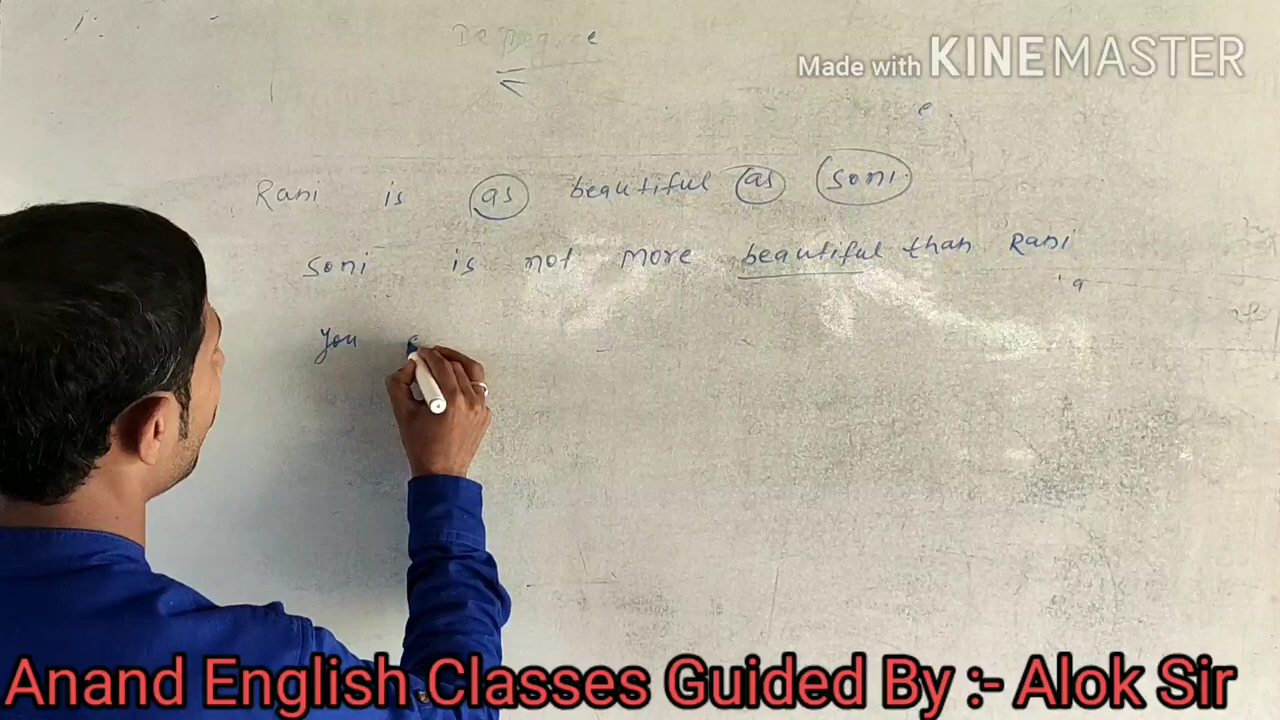 Made with KINEMASTER
Rani is as beautiful as soni.
soni is not more beautiful than Rani
You
Anand English Classes Guided By :- Alok Sir